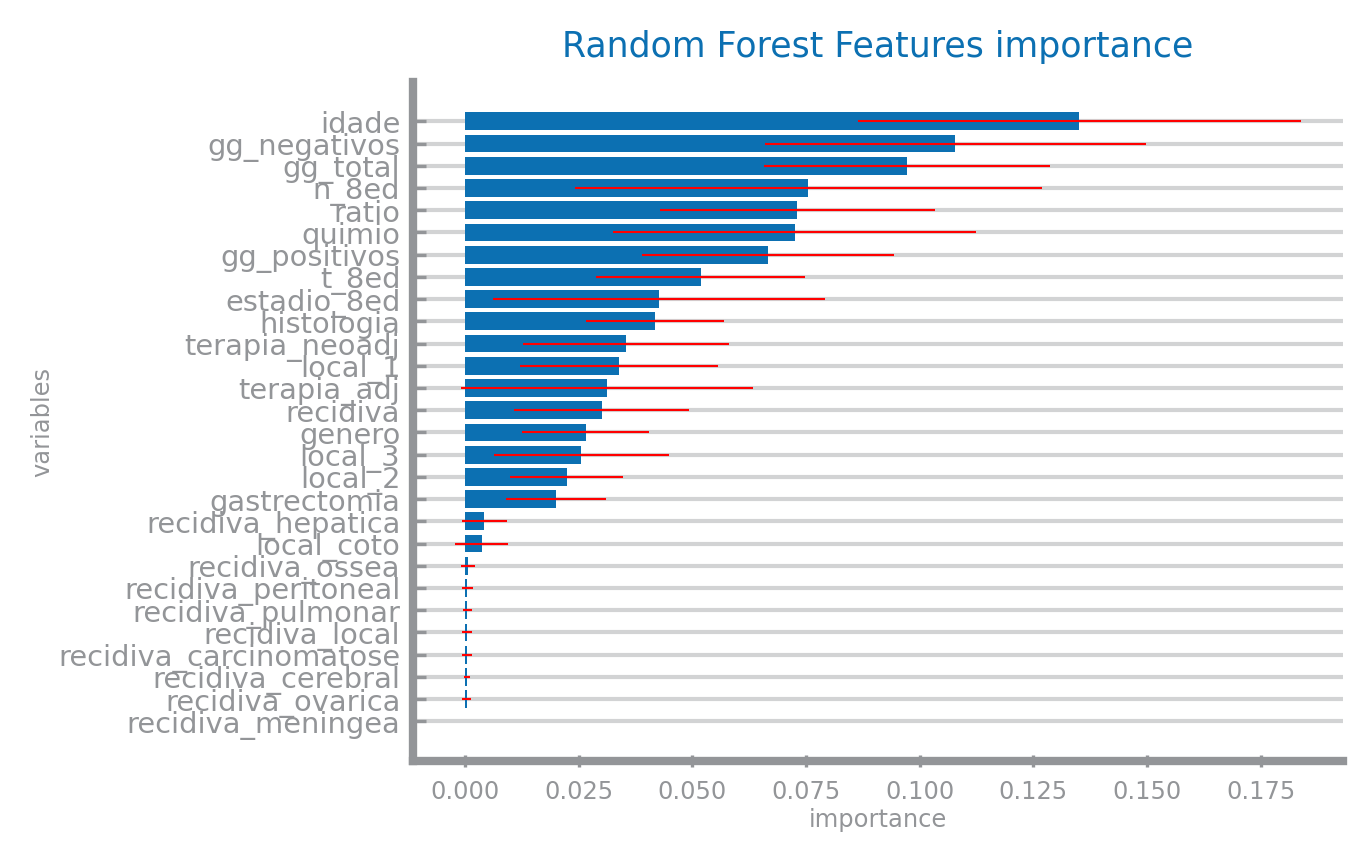 Random Forest Features importance
idade
gg_negativos
gg_total
n_8ed
ratio
quimio
gg_positivos
t_8ed
estadio_8ed
histologia
terapia_neoadj
local_1
terapia_adj
recidiva
genero
local_3
local_2
gastrectomia
recidiva_hepatica
local_coto
recidiva_ossea
recidiva_peritoneal
recidiva_pulmonar
recidiva_local
recidiva_carcinomatose
recidiva_cerebral
recidiva_ovarica
recidiva_meningea
variables
0.000 0.025 0.050 0.075 0.100 0.125 0.150 0.175
importance